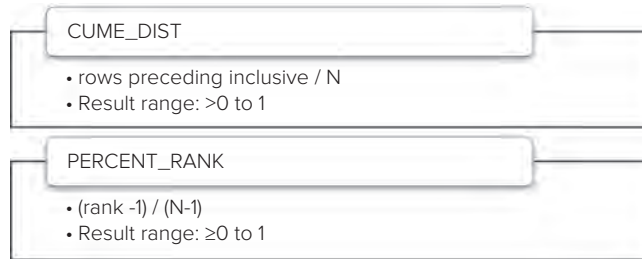 CUME_DIST
• rows preceding inclusive / N
• Result range: >0 to 1
PERCENT_RANK
• (rank -1) / (N-1)
• Result range: ≥0 to 1